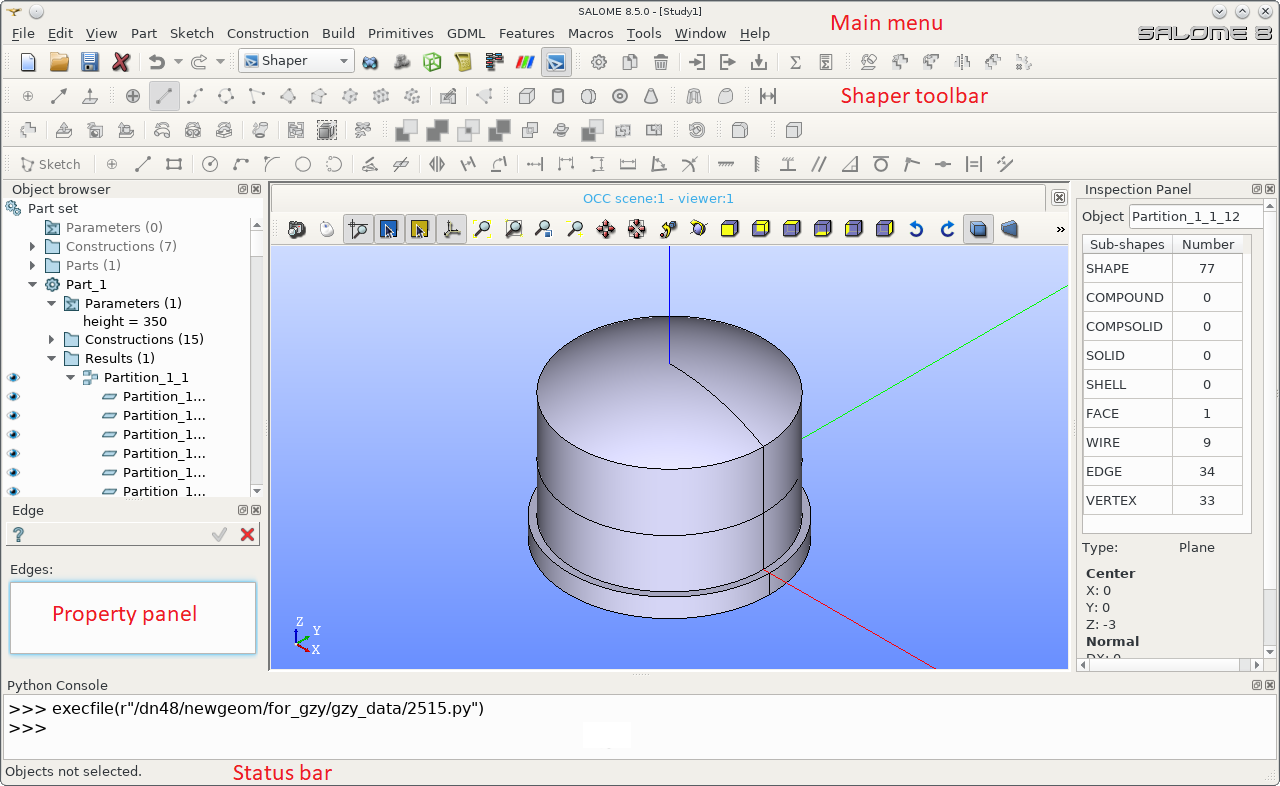 SALOME 8.5.0 - [Study1]
File Edit View Part Sketch Construction Build Primitives GDML Features Macros Tools Window Help
Main menu
SALOME 8
Shaper
Shaper toolbar
Sketch
Object browser
Part set
Parameters (0)
Constructions (7)
Parts (1)
Part_1
Parameters (1)
height = 350
Constructions (15)
Results (1)
Partition_1_1
Partition_1...
Partition_1...
Partition_1...
Partition_1...
Partition_1...
Partition_1...
Edge
?
Edges:
Property panel
OCC scene:1 - viewer:1
»
Z
Y
X
Inspection Panel
Object Partition_1_1_12
Sub-shapes Number
SHAPE 77
COMPOUND 0
COMPSOLID 0
SOLID 0
SHELL 0
FACE 1
WIRE 9
EDGE 34
VERTEX 33
Type: Plane
Center
X: 0
Y: 0
Z: -3
Normal
DX: 0
Python Console
>>> execfile(r"/dn48/newgeom/for_gzy/gzy_data/2515.py")
>>>
Objects not selected.
Status bar